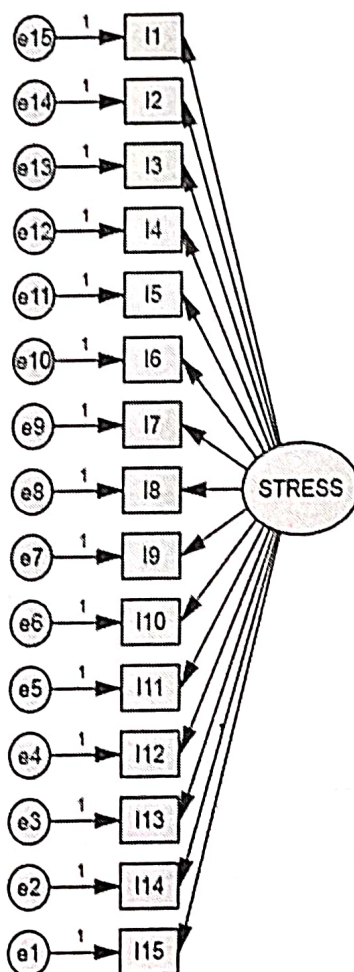 e15 1 I1
e14 1 I2
e13 1 I3
e12 1 I4
e11 1 I5
e10 1 I6
e9 1 I7
e8 1 I8 STRESS
e7 1 I9
e6 1 I10
e5 1 I11
e4 1 I12
e3 1 I13
e2 1 I14
e1 1 I15